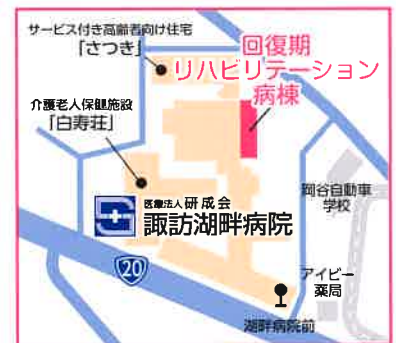 サービス付き高齢者向け住宅
「さつき」
回復期
リハビリテーション
病棟
介護老人保健施設
「白寿荘」
医療法人研成会
諏訪湖畔病院
岡谷自動車
学校
20
アイビー
薬局
湖畔病院前